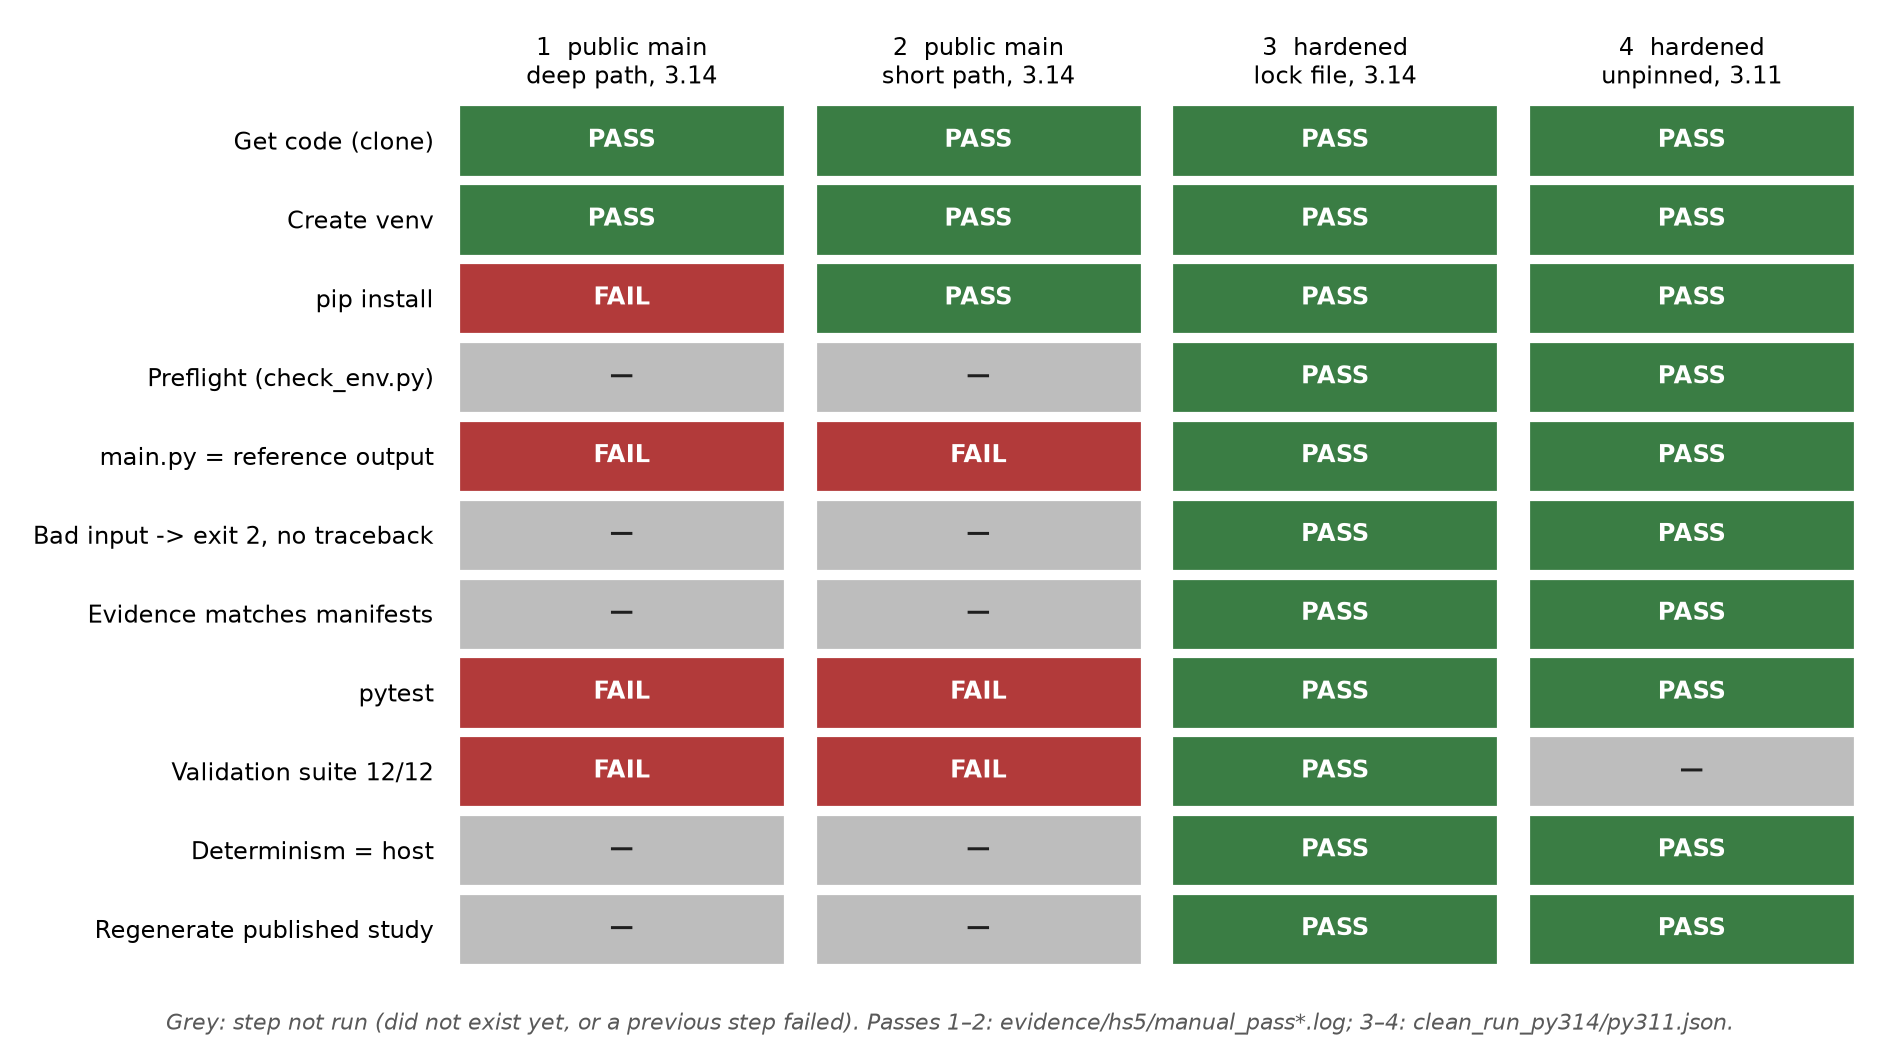 1  public main
deep path, 3.14
2  public main
short path, 3.14
3  hardened
lock file, 3.14
4  hardened
unpinned, 3.11
Get code (clone) PASS PASS PASS PASS
Create venv PASS PASS PASS PASS
pip install FAIL PASS PASS PASS
Preflight (check_env.py) — — PASS PASS
main.py = reference output FAIL FAIL PASS PASS
Bad input -> exit 2, no traceback — — PASS PASS
Evidence matches manifests — — PASS PASS
pytest FAIL FAIL PASS PASS
Validation suite 12/12 FAIL FAIL PASS —
Determinism = host — — PASS PASS
Regenerate published study — — PASS PASS
Grey: step not run (did not exist yet, or a previous step failed). Passes 1–2: evidence/hs5/manual_pass*.log; 3–4: clean_run_py314/py311.json.